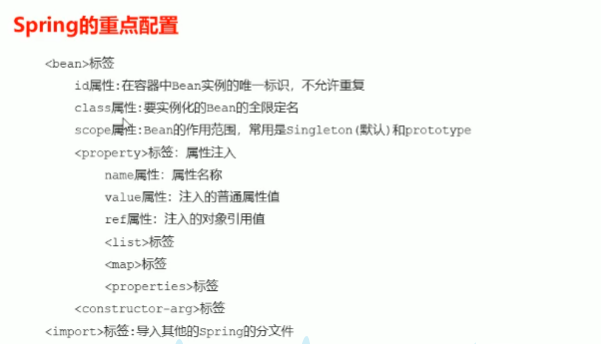 Spring的重点配置
<bean>标签
id属性:在容器中Bean实例的唯一标识，不允许重复
class属性:要实例化的Bean的全限定名
scope属性:Bean的作用范围，常用是Singleton(默认)和prototype
<property>标签：属性注入
name属性：属性名称
value属性：注入的普通属性值
ref属性：注入的对象引用值
<list>标签
<map>标签
<properties>标签
<constructor-arg>标签
<import>标签:导入其他的Spring的分文件